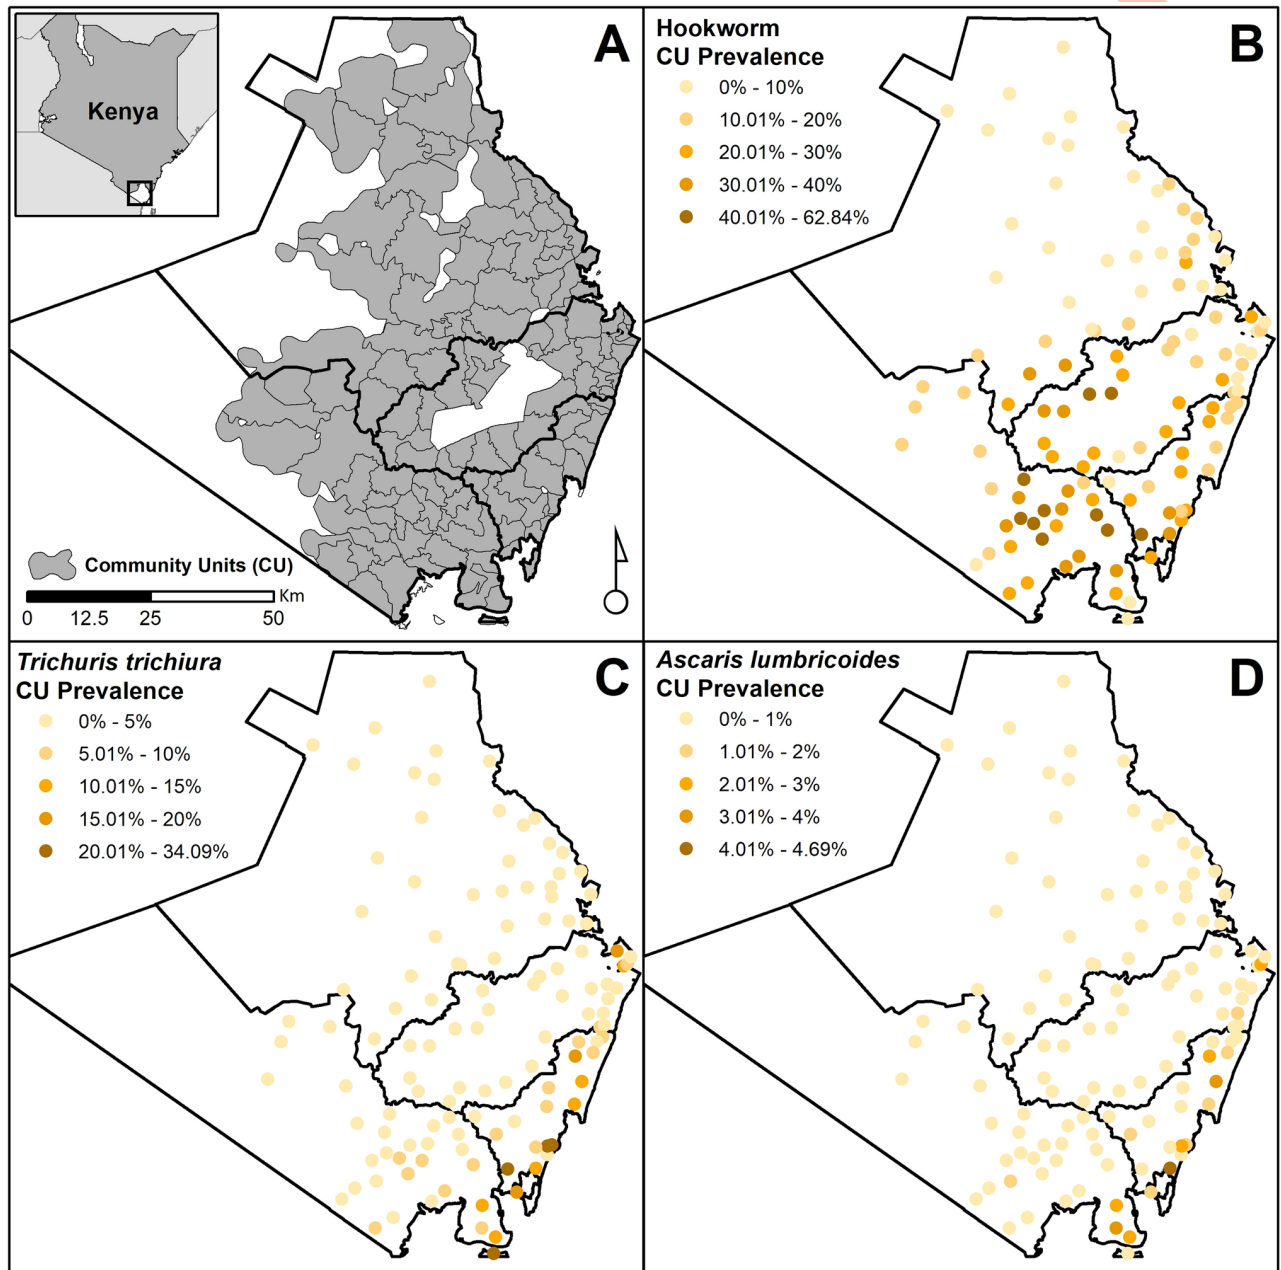 A
Kenya
Community Units (CU)
Km
0 12.5 25 50
B
Hookworm
CU Prevalence
0% - 10%
10.01% - 20%
20.01% - 30%
30.01% - 40%
40.01% - 62.84%
C
Trichuris trichiura
CU Prevalence
0% - 5%
5.01% - 10%
10.01% - 15%
15.01% - 20%
20.01% - 34.09%
D
Ascaris lumbricoides
CU Prevalence
0% - 1%
1.01% - 2%
2.01% - 3%
3.01% - 4%
4.01% - 4.69%